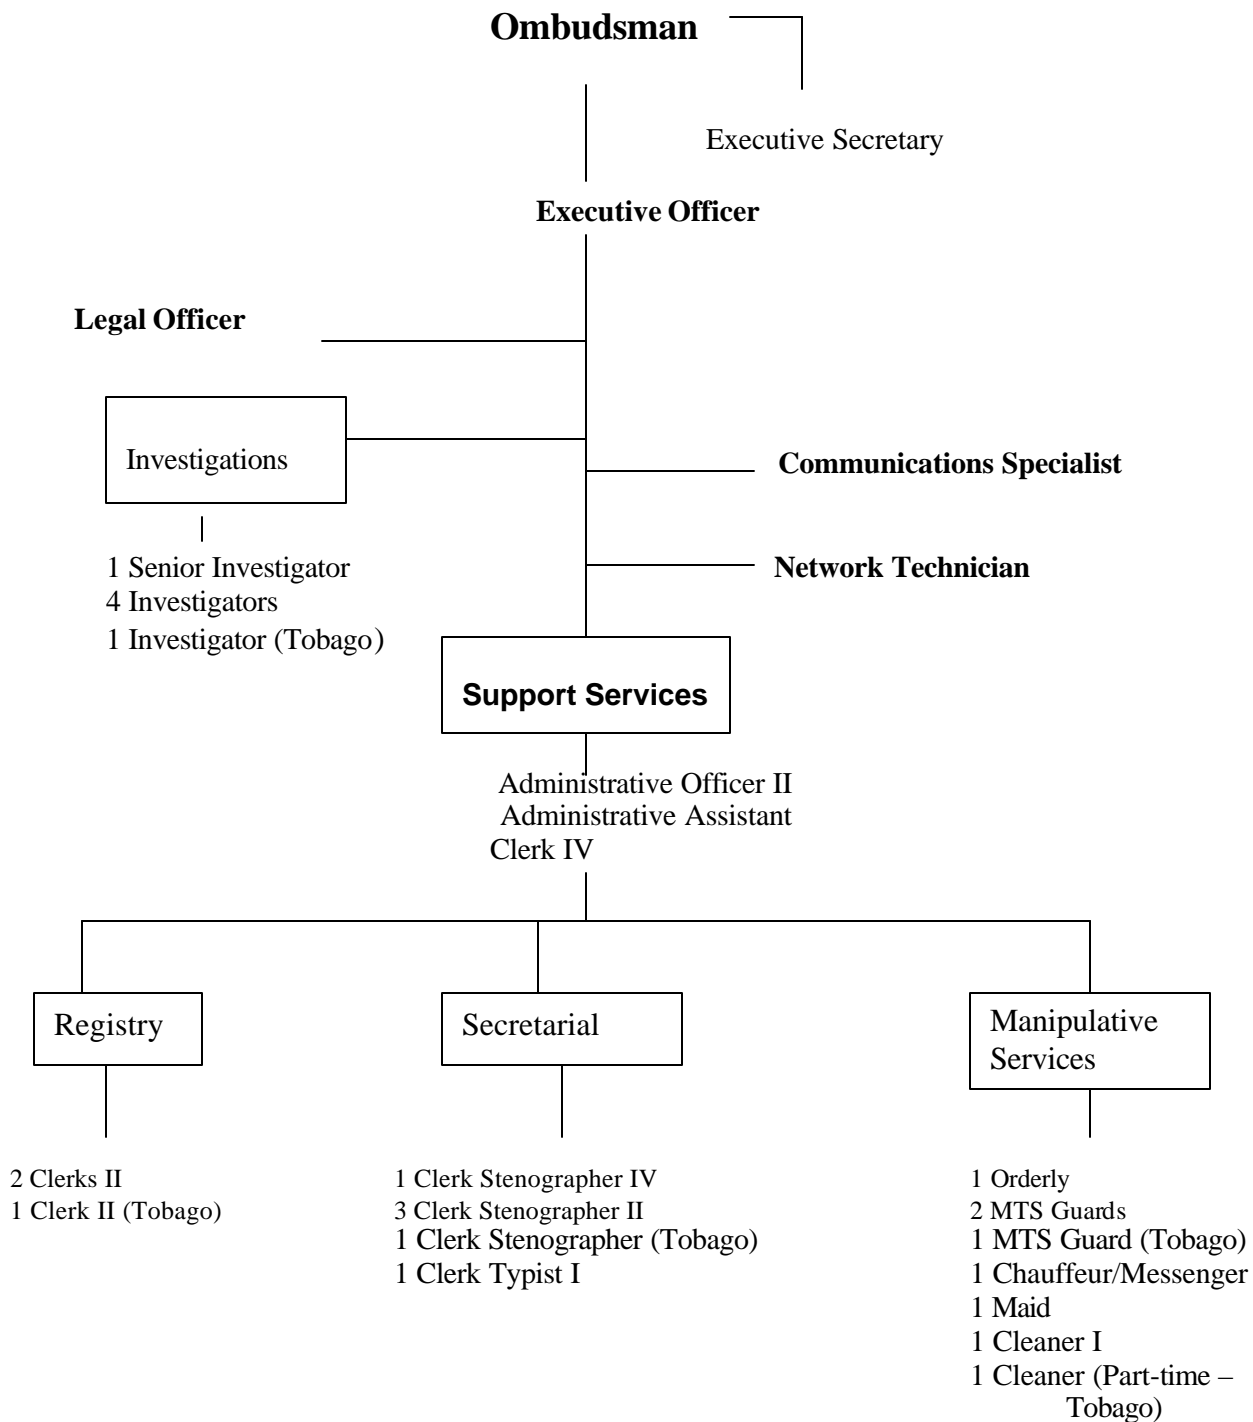 Ombudsman
Executive Secretary
Executive Officer
Legal Officer
Investigations
Communications Specialist
1 Senior Investigator
4 Investigators
1 Investigator (Tobago)
Network Technician
Support Services
Administrative Officer II
Administrative Assistant
Clerk IV
Registry
Secretarial
Manipulative
Services
2 Clerks II
1 Clerk II (Tobago)
1 Clerk Stenographer IV
3 Clerk Stenographer II
1 Clerk Stenographer (Tobago)
1 Clerk Typist I
1 Orderly
2 MTS Guards
1 MTS Guard (Tobago)
1 Chauffeur/Messenger
1 Maid
1 Cleaner I
1 Cleaner (Part-time –
Tobago)